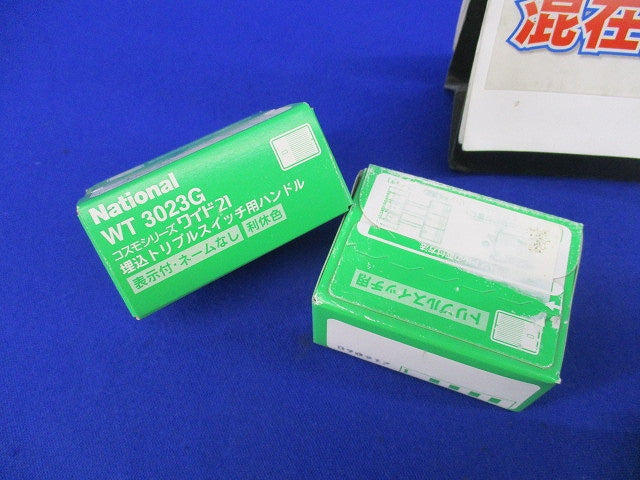 混在
National
WT 3023G
コスモシリーズ ワイド21
埋込トリプルスイッチ用ハンドル
表示付・ネームなし 利休色
トリプルスイッチ用